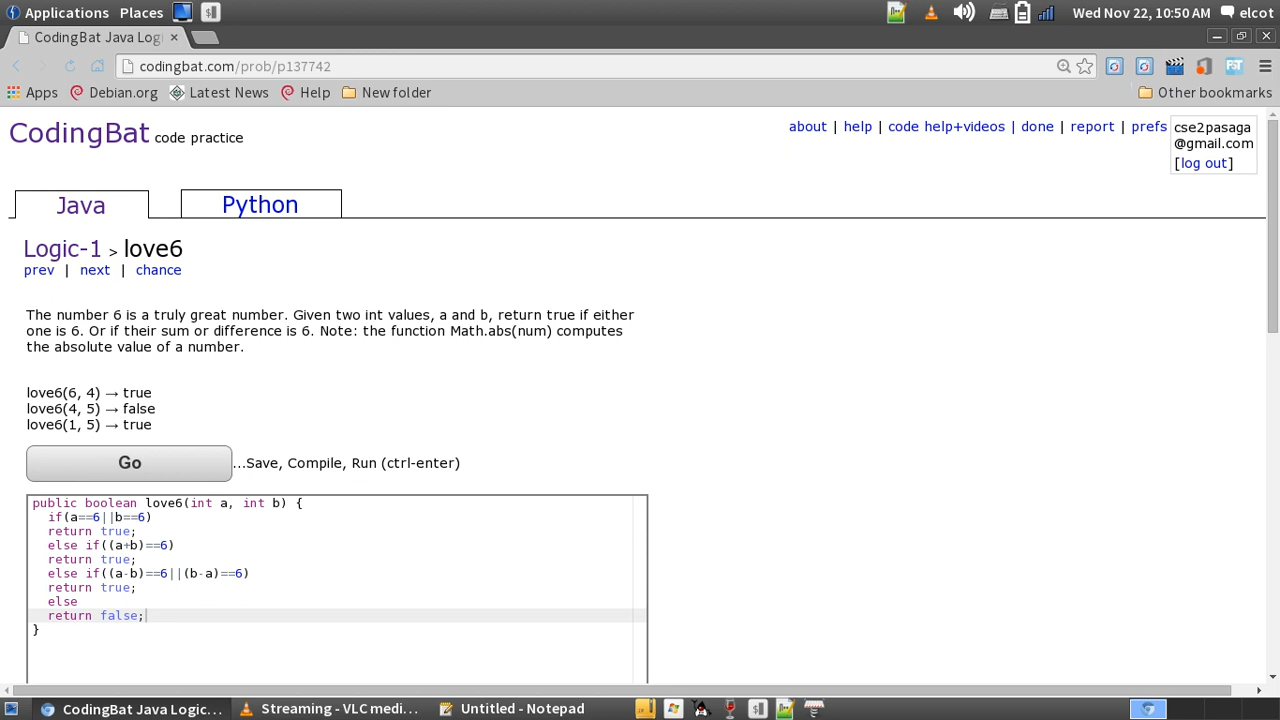 Applications Places Wed Nov 22, 10:50 AM elcot
CodingBat Java Logi
codingbat.com/prob/p137742
Apps Debian.org Latest News Help New folder Other bookmarks
CodingBat code practice
about | help | code help+videos | done | report | prefs
cse2pasaga
@gmail.com
[log out]
Java Python
Logic-1 > love6
prev | next | chance
The number 6 is a truly great number. Given two int values, a and b, return true if either
one is 6. Or if their sum or difference is 6. Note: the function Math.abs(num) computes
the absolute value of a number.
love6(6, 4) → true
love6(4, 5) → false
love6(1, 5) → true
Go ...Save, Compile, Run (ctrl-enter)
public boolean love6(int a, int b) {
if(a==6||b==6)
return true;
else if((a+b)==6)
return true;
else if((a-b)==6||(b-a)==6)
return true;
else
return false;
}
CodingBat Java Logic... Streaming - VLC medi... Untitled - Notepad